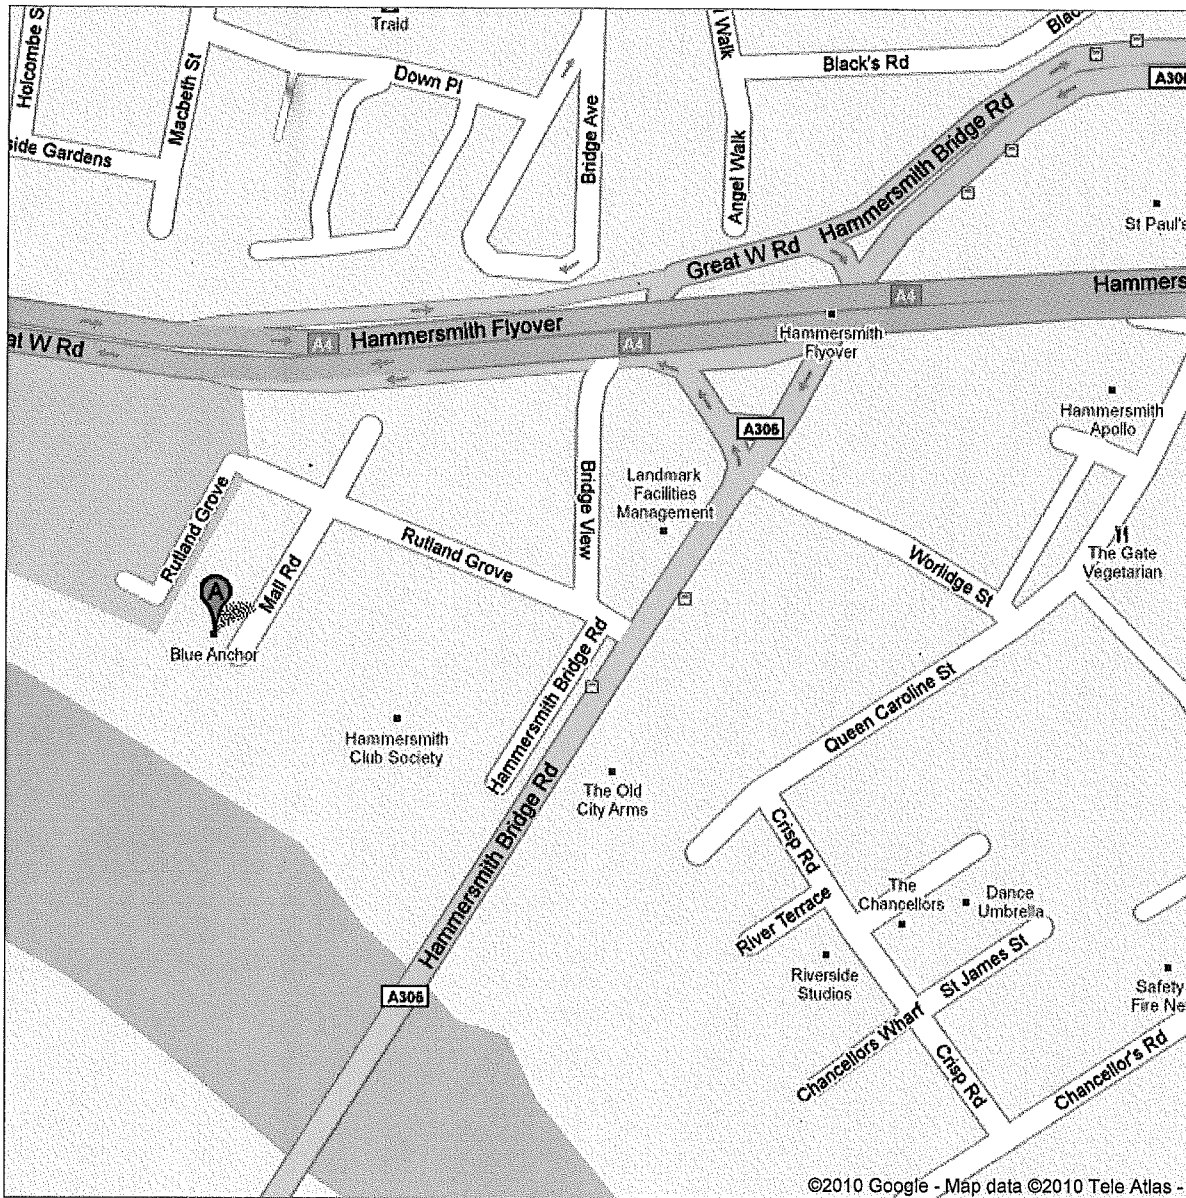 Traid
Holcombe S
Macbeth St
Down Pl
Bridge Ave
Walk
Black's Rd
Blac
A306
side Gardens
Angel Walk
Hammersmith Bridge Rd
St Paul's
Great W Rd
Hammers
A4
Hammersmith Flyover
A4
A4
Hammersmith
Flyover
at W Rd
Hammersmith
Apollo
A306
Landmark
Facilities
Management
Bridge View
Rutland Grove
Rutland Grove
Mall Rd
A
Blue Anchor
The Gate
Vegetarian
Worlidge St
Hammersmith Bridge Rd
Queen Caroline St
Hammersmith
Club Society
The Old
City Arms
Hammersmith Bridge Rd
Crisp Rd
The
Chancellors
Dance
Umbrella
River Terrace
St James St
Riverside
Studios
Safety
Fire Ne
A306
Chancellors Wharf
Crisp Rd
Chancellor's Rd
©2010 Google - Map data ©2010 Tele Atlas -